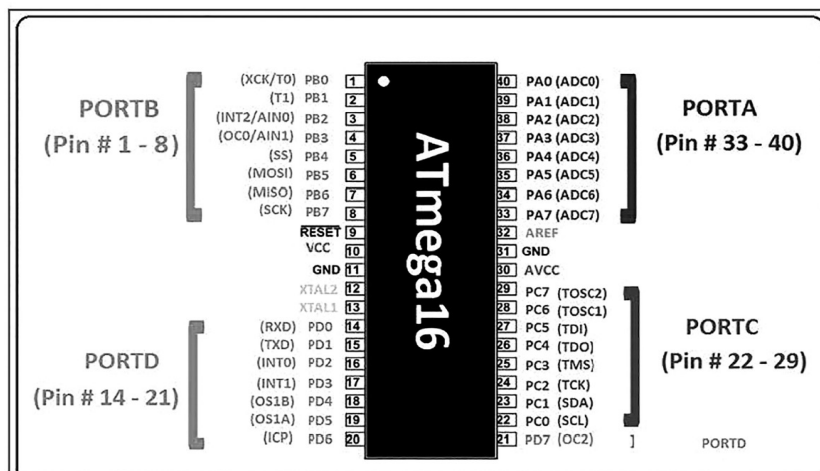 PORTB
(Pin # 1 - 8)
(XCK/T0) PB0 1
(T1) PB1 2
(INT2/AIN0) PB2 3
(OC0/AIN1) PB3 4
(SS) PB4 5
(MOSI) PB5 6
(MISO) PB6 7
(SCK) PB7 8
RESET 9
VCC 10
GND 11
XTAL2 12
XTAL1 13
(RXD) PD0 14
(TXD) PD1 15
(INT0) PD2 16
(INT1) PD3 17
(OS1B) PD4 18
(OS1A) PD5 19
(ICP) PD6 20
PORTD
(Pin # 14 - 21)
ATmega16
40 PA0 (ADC0)
39 PA1 (ADC1)
38 PA2 (ADC2)
37 PA3 (ADC3)
36 PA4 (ADC4)
35 PA5 (ADC5)
34 PA6 (ADC6)
33 PA7 (ADC7)
32 AREF
31 GND
30 AVCC
29 PC7 (TOSC2)
28 PC6 (TOSC1)
27 PC5 (TDI)
26 PC4 (TDO)
25 PC3 (TMS)
24 PC2 (TCK)
23 PC1 (SDA)
22 PC0 (SCL)
21 PD7 (OC2) ] PORTD
PORTA
(Pin # 33 - 40)
PORTC
(Pin # 22 - 29)